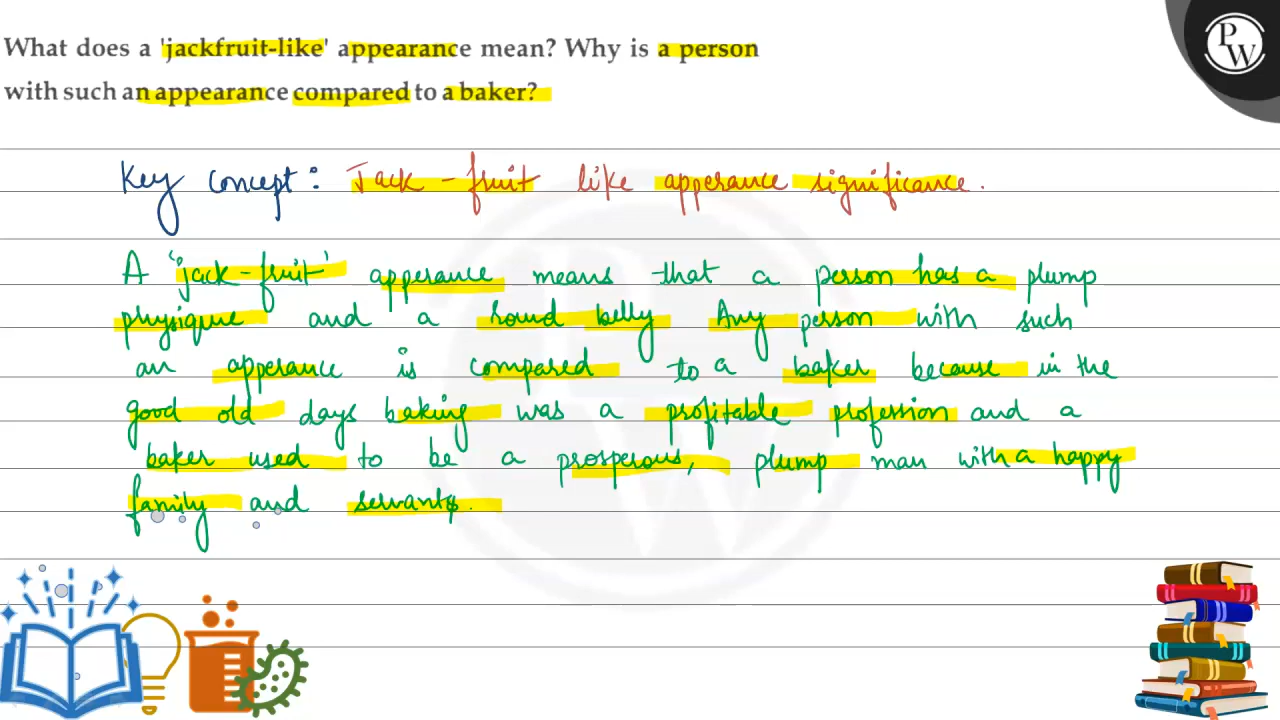 What does a 'jackfruit-like' appearance mean? Why is a person
with such an appearance compared to a baker?
PW
Key concept: Jack-fruit like apperance significance.
A 'jack-fruit' apperance means that a person has a plump
physique and a round belly Any person with such
an apperance is compared to a baker because in the
good old days baking was a profitable profession and a
baker used to be a prosperous, plump man with a happy
family and servants.